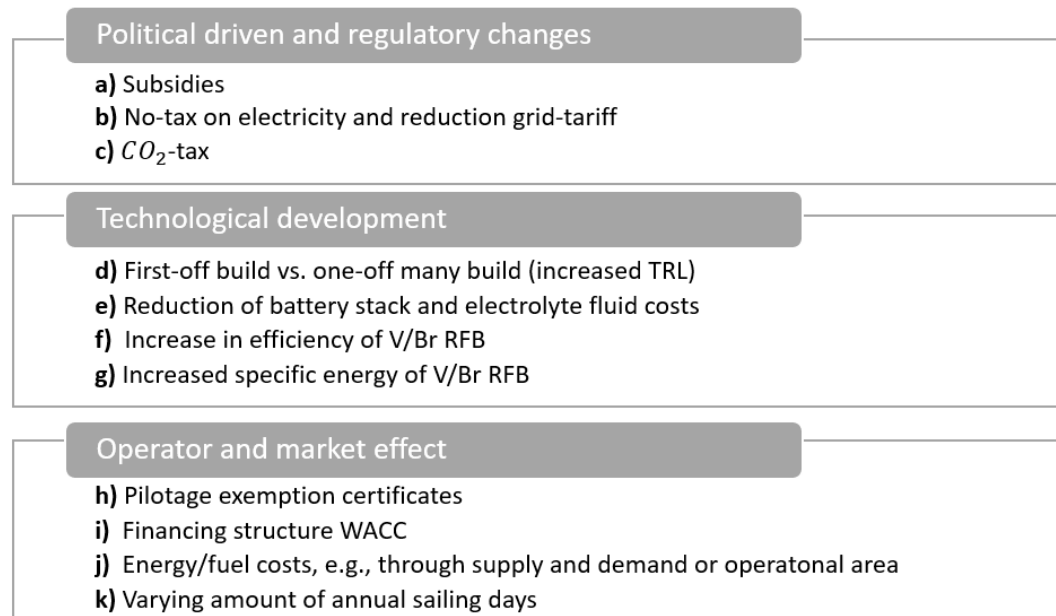 Political driven and regulatory changes
a) Subsidies
b) No-tax on electricity and reduction grid-tariff
c) CO₂-tax
Technological development
d) First-off build vs. one-off many build (increased TRL)
e) Reduction of battery stack and electrolyte fluid costs
f) Increase in efficiency of V/Br RFB
g) Increased specific energy of V/Br RFB
Operator and market effect
h) Pilotage exemption certificates
i) Financing structure WACC
j) Energy/fuel costs, e.g., through supply and demand or operatonal area
k) Varying amount of annual sailing days